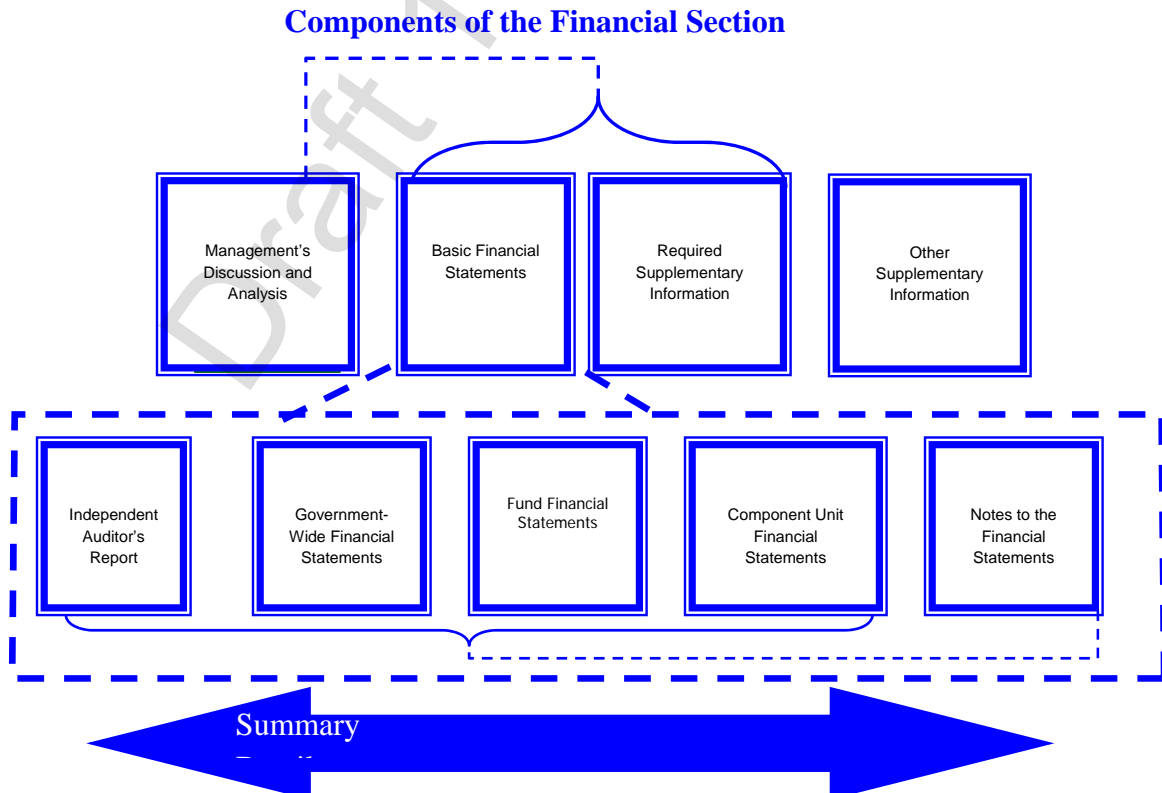 Components of the Financial Section
Draft
Management's
Discussion and
Analysis
Basic Financial
Statements
Required
Supplementary
Information
Other
Supplementary
Information
Independent
Auditor's
Report
Government-
Wide Financial
Statements
Fund Financial
Statements
Component Unit
Financial
Statements
Notes to the
Financial
Statements
Summary